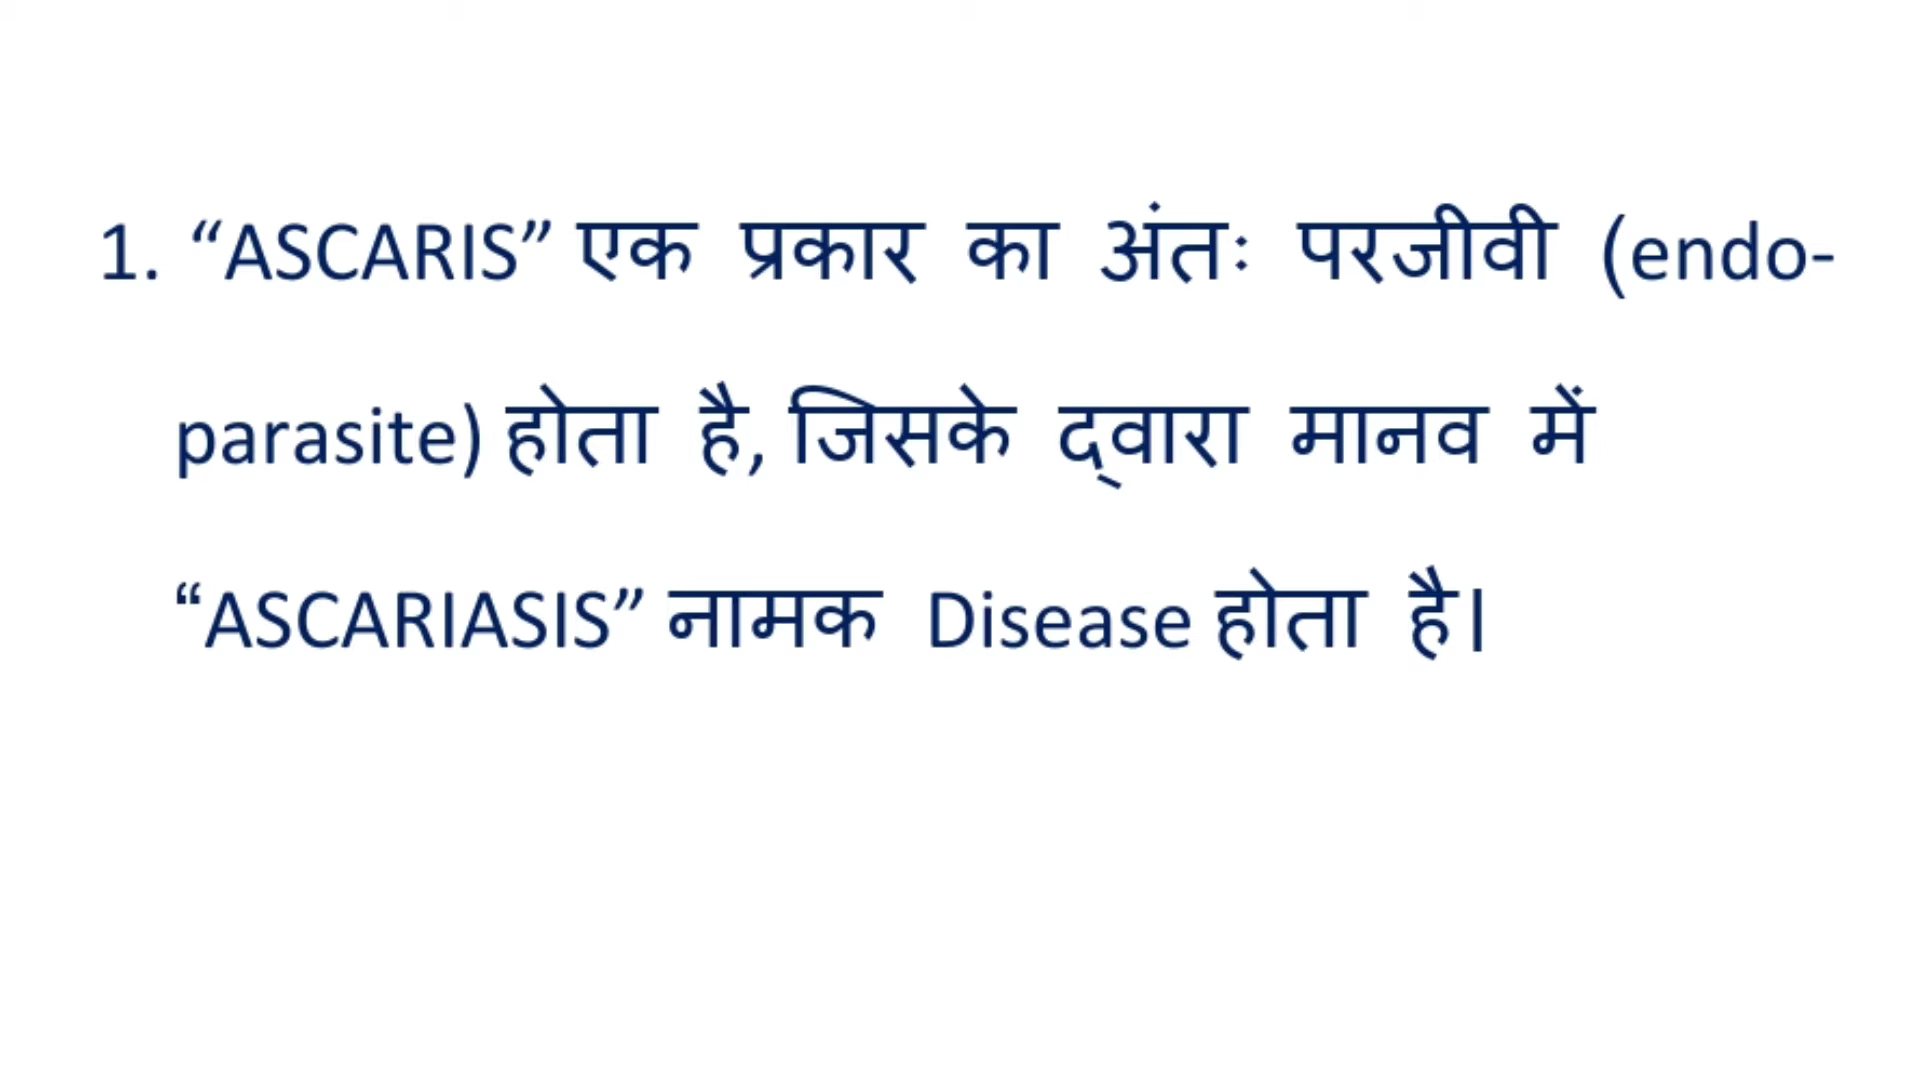 1. “ASCARIS” एक प्रकार का अंतः परजीवी (endo-
parasite) होता है, जिसके द्वारा मानव में
“ASCARIASIS” नामक Disease होता है।